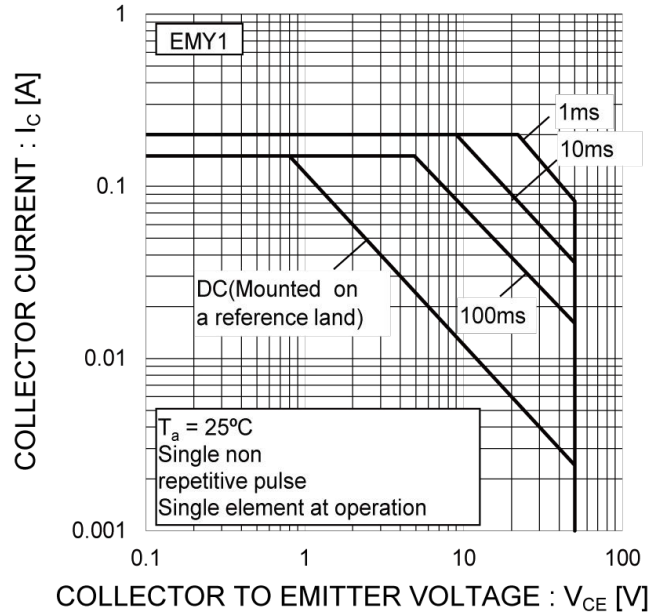 EMY1
1
0.1
0.01
0.001
COLLECTOR CURRENT : IC [A]
1ms
10ms
100ms
DC(Mounted on
a reference land)
Ta = 25ºC
Single non
repetitive pulse
Single element at operation
0.1 1 10 100
COLLECTOR TO EMITTER VOLTAGE : VCE [V]